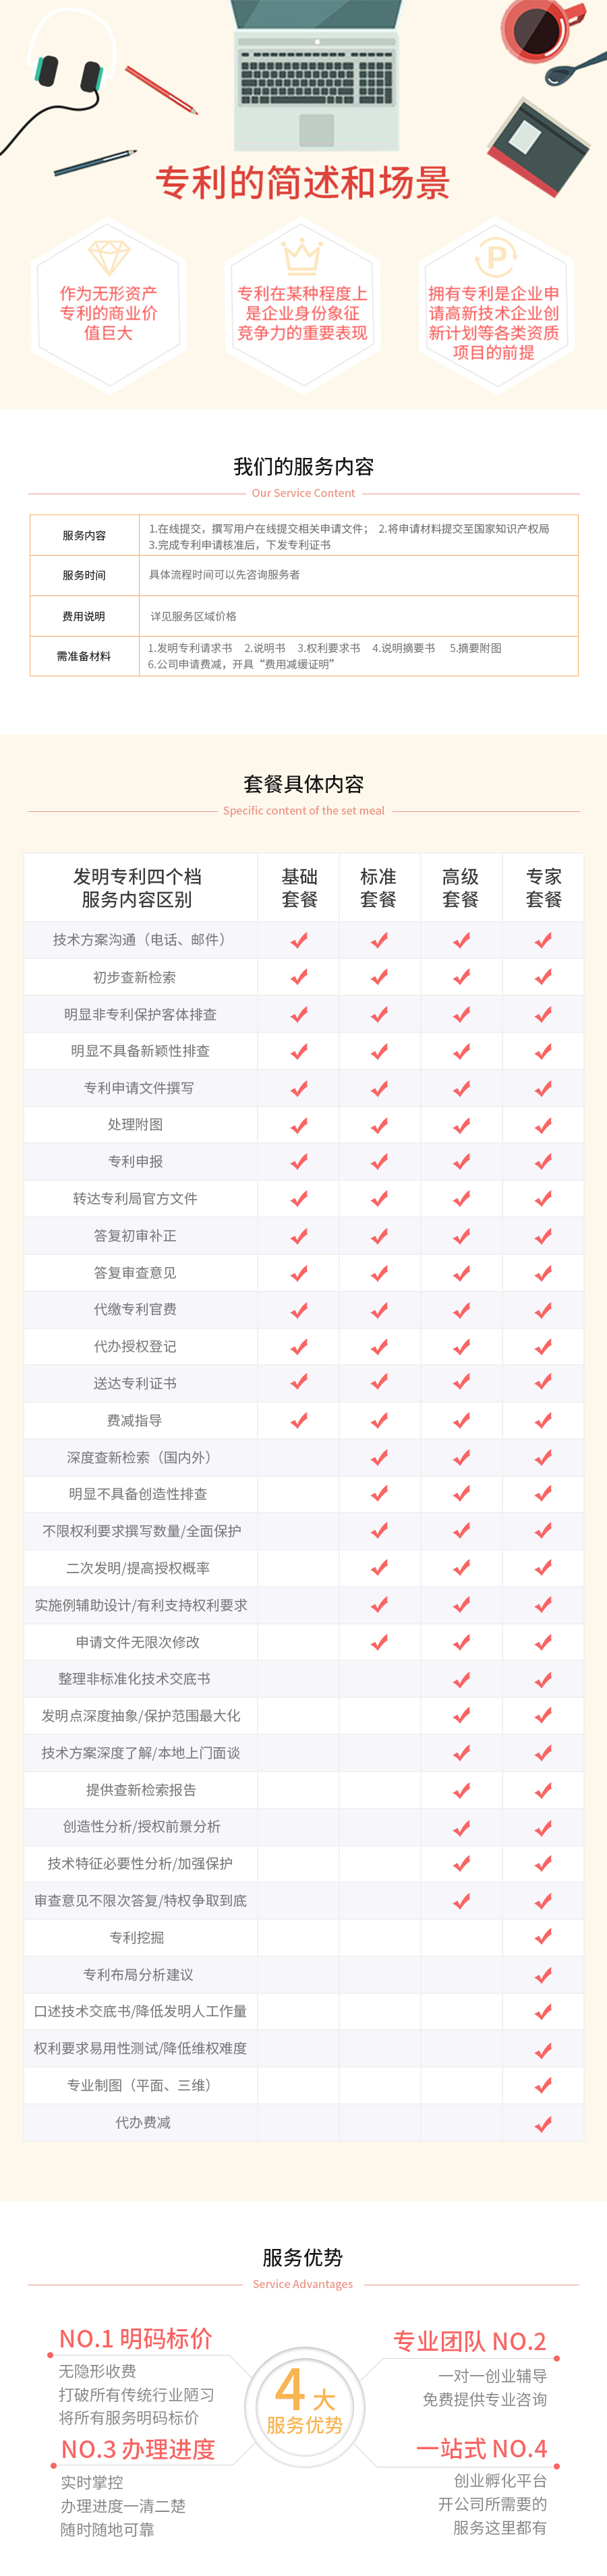 专利的简述和场景
作为无形资产
专利的商业价
值巨大
专利在某种程度上
是企业身份象征
竞争力的重要表现
P
拥有专利是企业申
请高新技术企业创
新计划等各类资质
项目的前提
我们的服务内容
Our Service Content
服务内容
1.在线提交，撰写用户在线提交相关申请文件； 2.将申请材料提交至国家知识产权局
3.完成专利申请核准后，下发专利证书
服务时间
具体流程时间可以先咨询服务者
费用说明
详见服务区域价格
需准备材料
1.发明专利请求书 2.说明书 3.权利要求书 4.说明摘要书 5.摘要附图
6.公司申请费减，开具“费用减缓证明”
套餐具体内容
Specific content of the set meal
发明专利四个档
服务内容区别
基础
套餐
标准
套餐
高级
套餐
专家
套餐
技术方案沟通（电话、邮件）
初步查新检索
明显非专利保护客体排查
明显不具备新颖性排查
专利申请文件撰写
处理附图
专利申报
转达专利局官方文件
答复初审补正
答复审查意见
代缴专利官费
代办授权登记
送达专利证书
费减指导
深度查新检索（国内外）
明显不具备创造性排查
不限权利要求撰写数量/全面保护
二次发明/提高授权概率
实施例辅助设计/有利支持权利要求
申请文件无限次修改
整理非标准化技术交底书
发明点深度抽象/保护范围最大化
技术方案深度了解/本地上门面谈
提供查新检索报告
创造性分析/授权前景分析
技术特征必要性分析/加强保护
审查意见不限次答复/特权争取到底
专利挖掘
专利布局分析建议
口述技术交底书/降低发明人工作量
权利要求易用性测试/降低维权难度
专业制图（平面、三维）
代办费减
服务优势
Service Advantages
NO.1 明码标价
无隐形收费
打破所有传统行业陋习
将所有服务明码标价
专业团队 NO.2
一对一创业辅导
免费提供专业咨询
4 大
服务优势
NO.3 办理进度
实时掌控
办理进度一清二楚
随时随地可靠
一站式 NO.4
创业孵化平台
开公司所需要的
服务这里都有